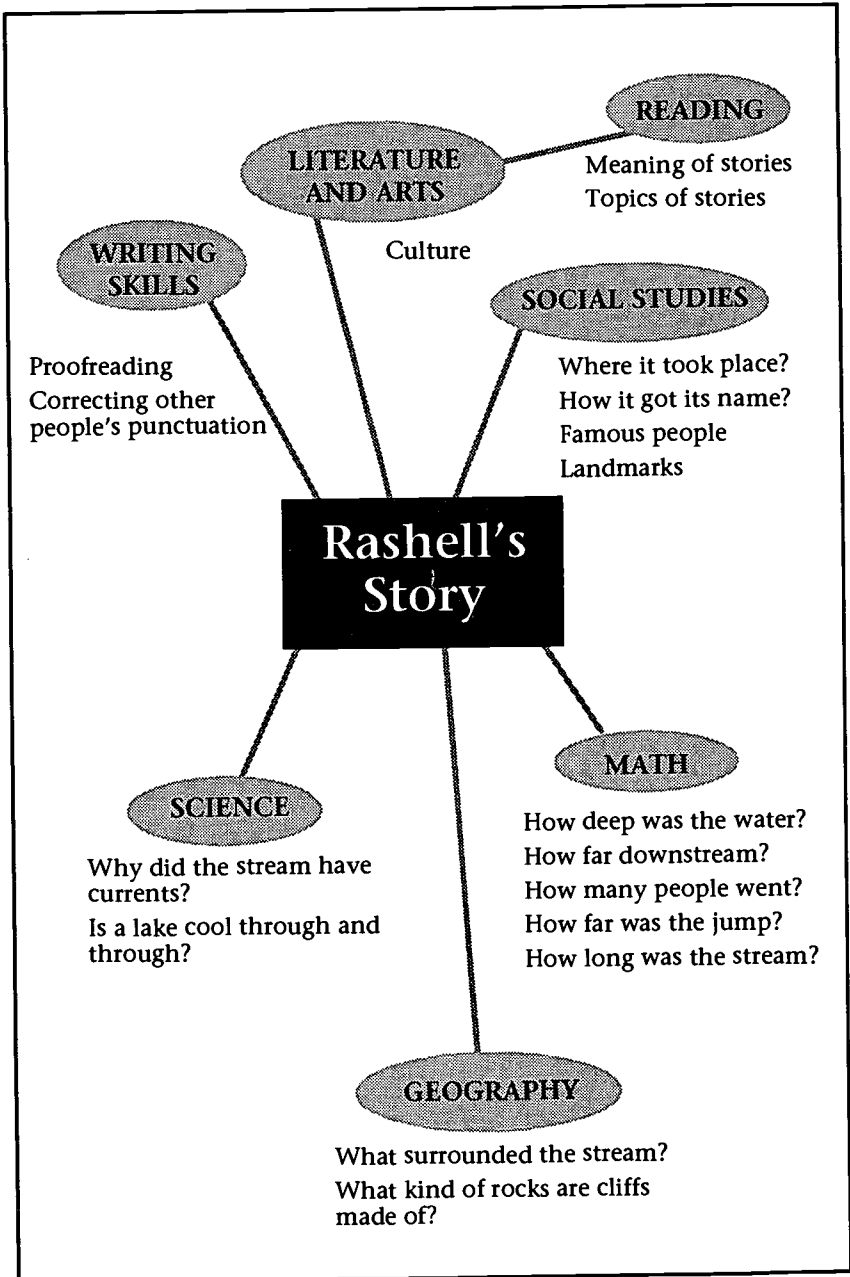 READING
Meaning of stories
Topics of stories
LITERATURE
AND ARTS
Culture
WRITING
SKILLS
Proofreading
Correcting other
people's punctuation
SOCIAL STUDIES
Where it took place?
How it got its name?
Famous people
Landmarks
Rashell's
Story
SCIENCE
Why did the stream have
currents?
Is a lake cool through and
through?
MATH
How deep was the water?
How far downstream?
How many people went?
How far was the jump?
How long was the stream?
GEOGRAPHY
What surrounded the stream?
What kind of rocks are cliffs
made of?